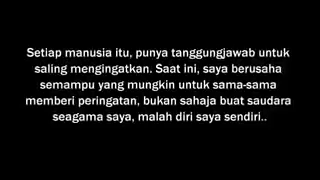 Setiap manusia itu, punya tanggungjawab untuk
saling mengingatkan. Saat ini, saya berusaha
semampu yang mungkin untuk sama-sama
memberi peringatan, bukan sahaja buat saudara
seagama saya, malah diri saya sendiri..